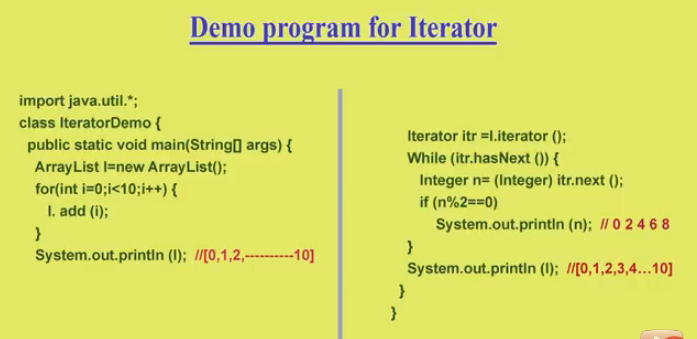 Demo program for Iterator
import java.util.*;
class IteratorDemo {
public static void main(String[] args) {
ArrayList l=new ArrayList();
for(int i=0;i<10;i++) {
l. add (i);
}
System.out.println (l); //[0,1,2,----------10]
Iterator itr =l.iterator ();
While (itr.hasNext ()) {
Integer n= (Integer) itr.next ();
if (n%2==0)
System.out.println (n); // 0 2 4 6 8
}
System.out.println (l); //[0,1,2,3,4...10]
}
}